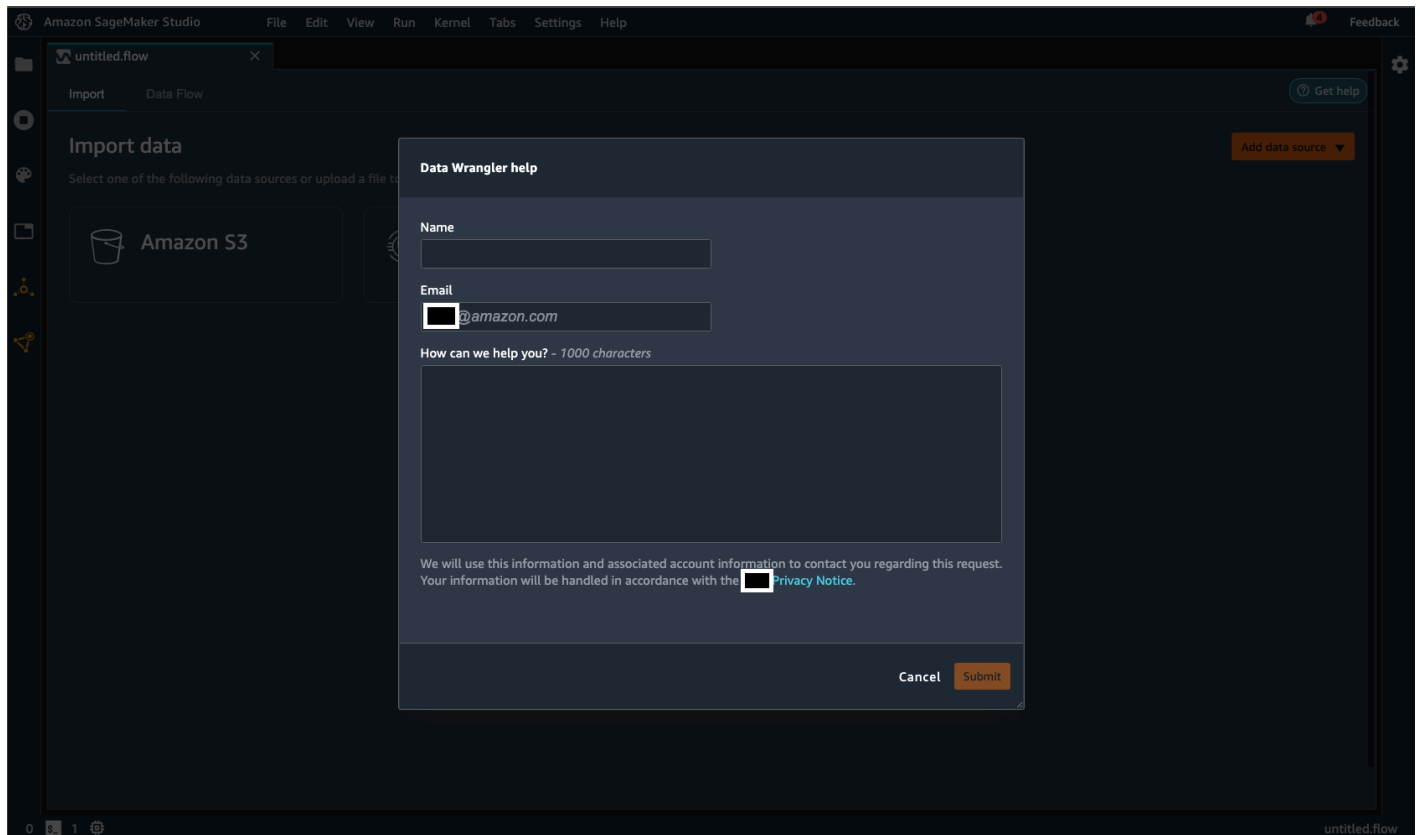 Amazon SageMaker Studio File Edit View Run Kernel Tabs Settings Help 4 Feedback
untitled.flow
Import Data Flow Get help
Import data Add data source
Select one of the following data sources or upload a file to
Amazon S3
Data Wrangler help
Name
Email
@amazon.com
How can we help you? - 1000 characters
We will use this information and associated account information to contact you regarding this request.
Your information will be handled in accordance with the Privacy Notice.
Cancel Submit
0 $_ 1 untitled.flow